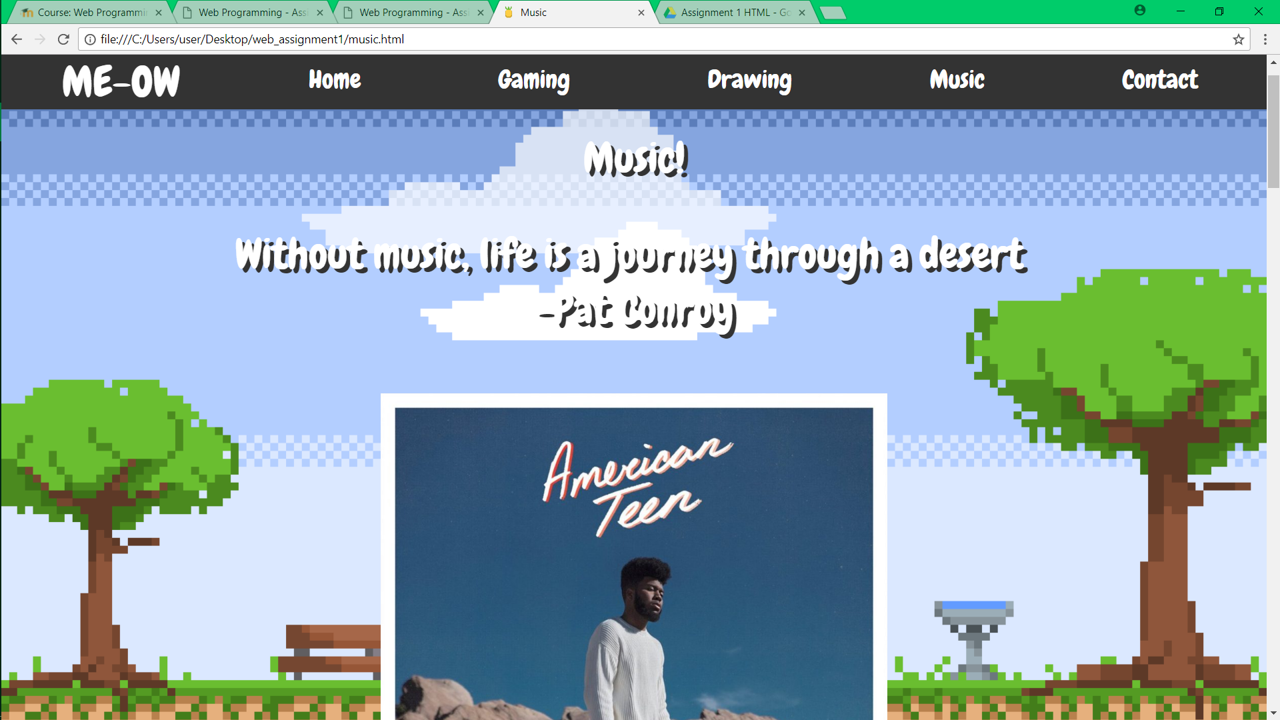 Course: Web Programmi
Web Programming - Ass
Web Programming - Ass
Music
Assignment 1 HTML - Go
file:///C:/Users/user/Desktop/web_assignment1/music.html
ME-OW
Home
Gaming
Drawing
Music
Contact
Music!
Without music, life is a journey through a desert
-Pat Conroy
American
Teen